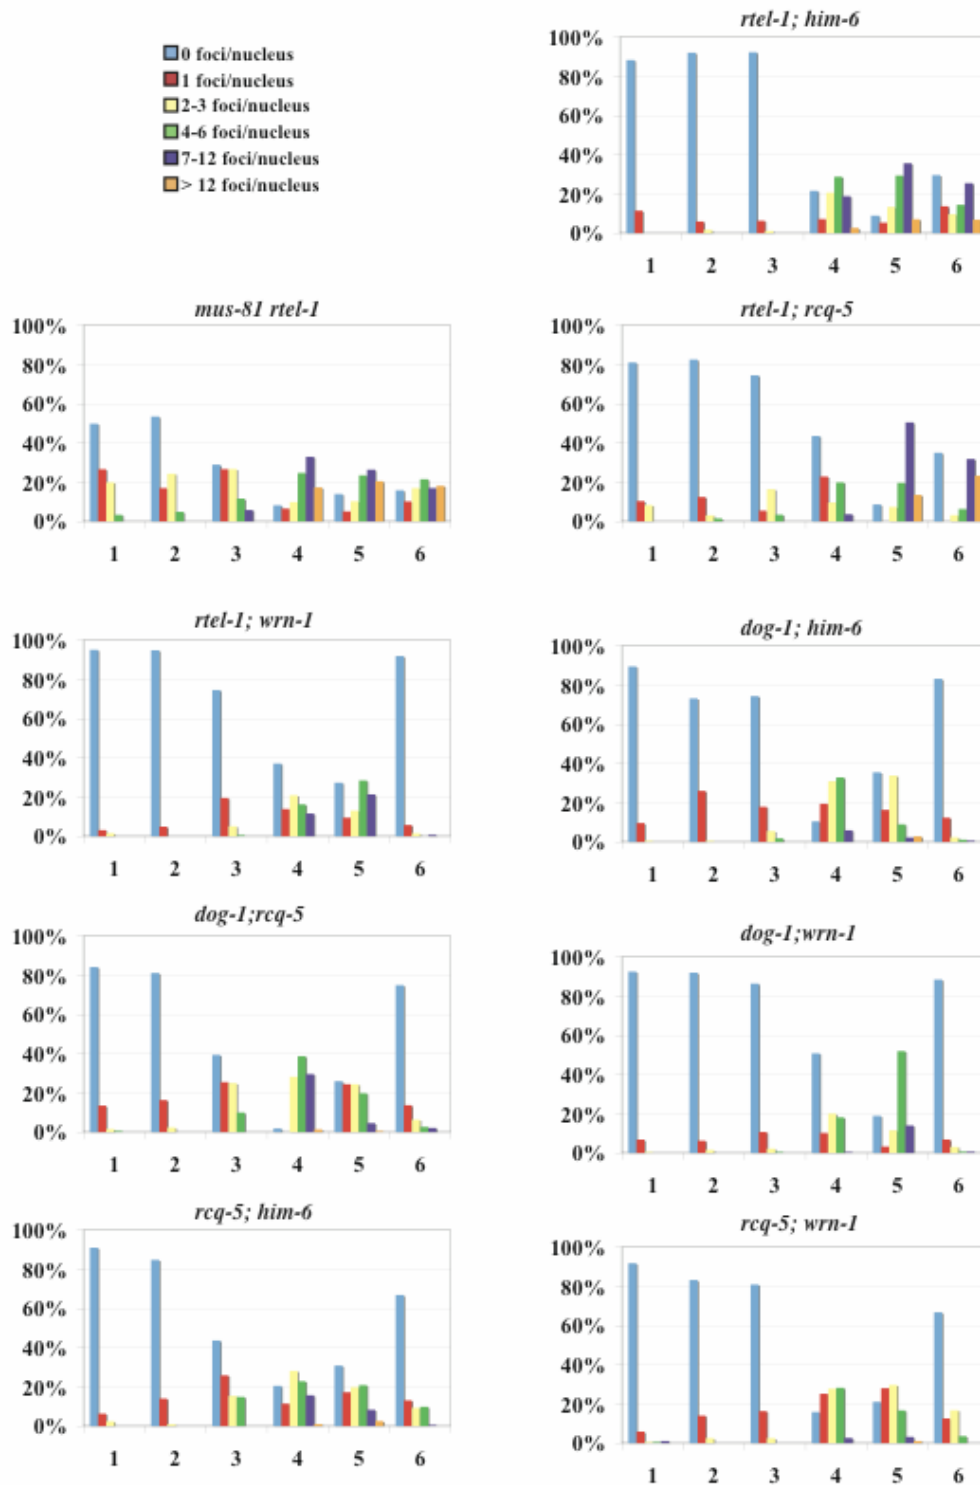 0 foci/nucleus
1 foci/nucleus
2-3 foci/nucleus
4-6 foci/nucleus
7-12 foci/nucleus
> 12 foci/nucleus
rtel-1; him-6
100%
80%
60%
40%
20%
0%
1 2 3 4 5 6
mus-81 rtel-1
100%
80%
60%
40%
20%
0%
1 2 3 4 5 6
rtel-1; rcq-5
100%
80%
60%
40%
20%
0%
1 2 3 4 5 6
rtel-1; wrn-1
100%
80%
60%
40%
20%
0%
1 2 3 4 5 6
dog-1; him-6
100%
80%
60%
40%
20%
0%
1 2 3 4 5 6
dog-1;rcq-5
100%
80%
60%
40%
20%
0%
1 2 3 4 5 6
dog-1;wrn-1
100%
80%
60%
40%
20%
0%
1 2 3 4 5 6
rcq-5; him-6
100%
80%
60%
40%
20%
0%
1 2 3 4 5 6
rcq-5; wrn-1
100%
80%
60%
40%
20%
0%
1 2 3 4 5 6